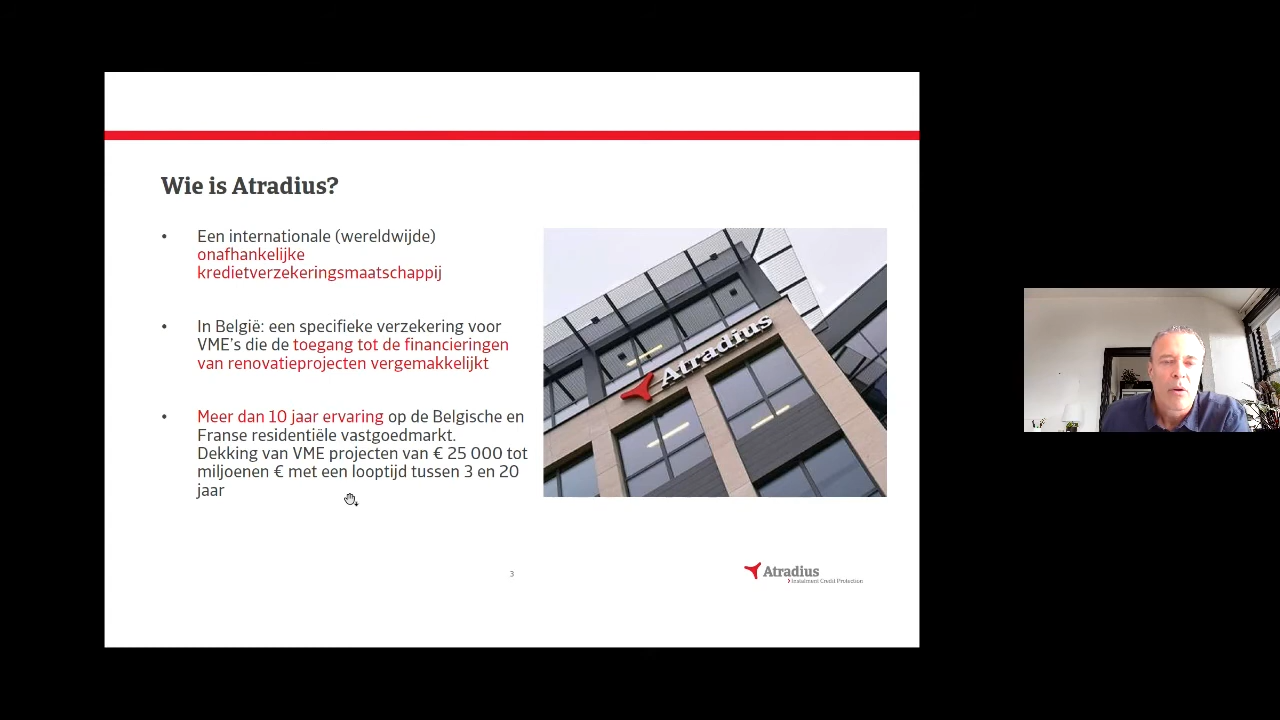 Wie is Atradius?
• Een internationale (wereldwijde)
onafhankelijke
kredietverzekeringsmaatschappij
• In België: een specifieke verzekering voor
VME's die de toegang tot de financieringen
van renovatieprojecten vergemakkelijkt
• Meer dan 10 jaar ervaring op de Belgische en
Franse residentiële vastgoedmarkt.
Dekking van VME projecten van € 25 000 tot
miljoenen € met een looptijd tussen 3 en 20
jaar
Atradius
3
Atradius
Instalment Credit Protection